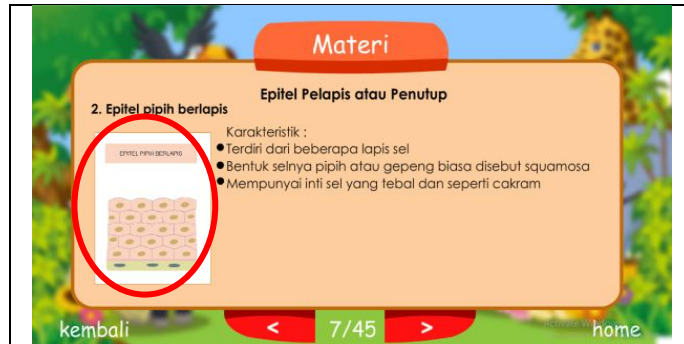 Materi
Epitel Pelapis atau Penutup
2. Epitel pipih berlapis
EPITEL PIPIH BERLAPIS
Karakteristik :
Terdiri dari beberapa lapis sel
Bentuk selnya pipih atau gepeng biasa disebut squamosa
Mempunyai inti sel yang tebal dan seperti cakram
kembali
<
7/45
>
home